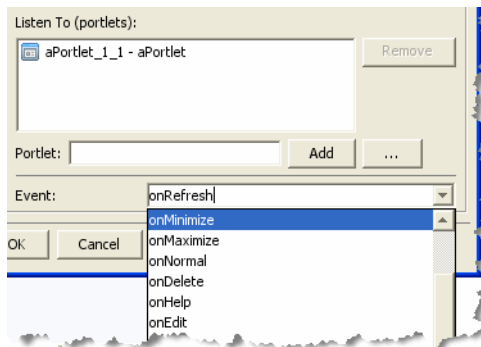 Listen To (portlets):
aPortlet_1_1 - aPortlet
Remove
Portlet:
Add
...
Event:
onRefresh
onMinimize
OK
Cancel
onMaximize
onNormal
onDelete
onHelp
onEdit